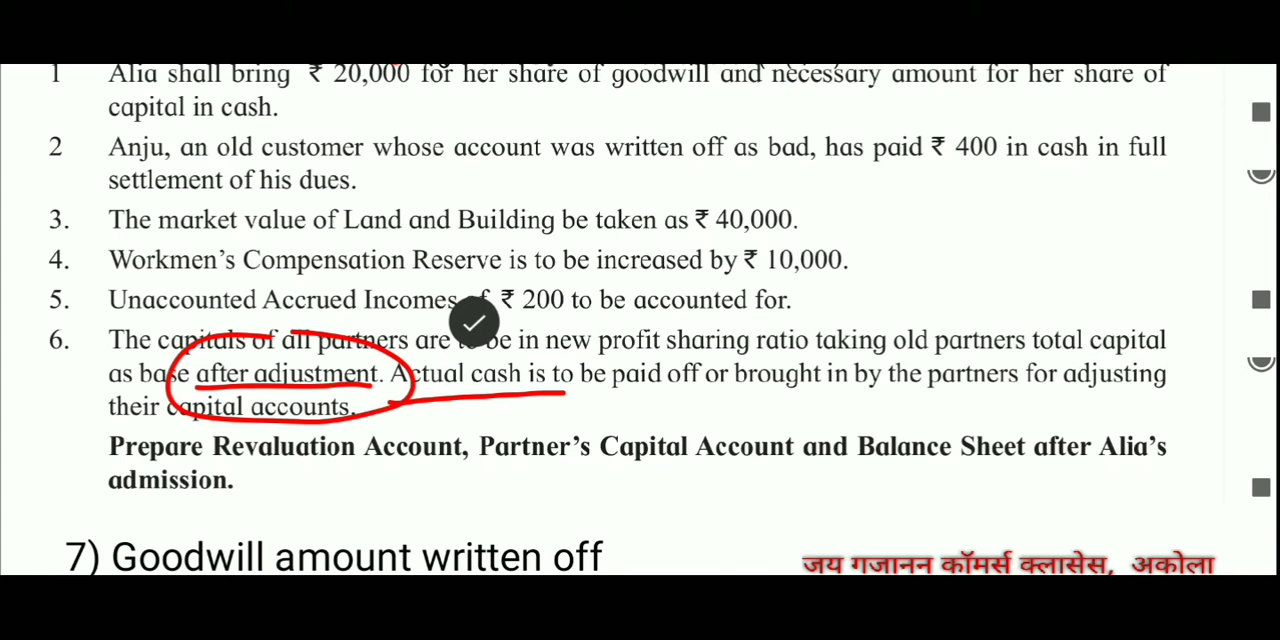 1 Alia shall bring ₹ 20,000 for her share of goodwill and necessary amount for her share of
capital in cash.
2 Anju, an old customer whose account was written off as bad, has paid ₹ 400 in cash in full
settlement of his dues.
3. The market value of Land and Building be taken as ₹ 40,000.
4. Workmen's Compensation Reserve is to be increased by ₹ 10,000.
5. Unaccounted Accrued Incomes of ₹ 200 to be accounted for.
6. The capitals of all partners are to be in new profit sharing ratio taking old partners total capital
as base after adjustment. Actual cash is to be paid off or brought in by the partners for adjusting
their capital accounts.
Prepare Revaluation Account, Partner's Capital Account and Balance Sheet after Alia's
admission.
7) Goodwill amount written off
जय गजानन कॉमर्स क्लासेस, अकोला